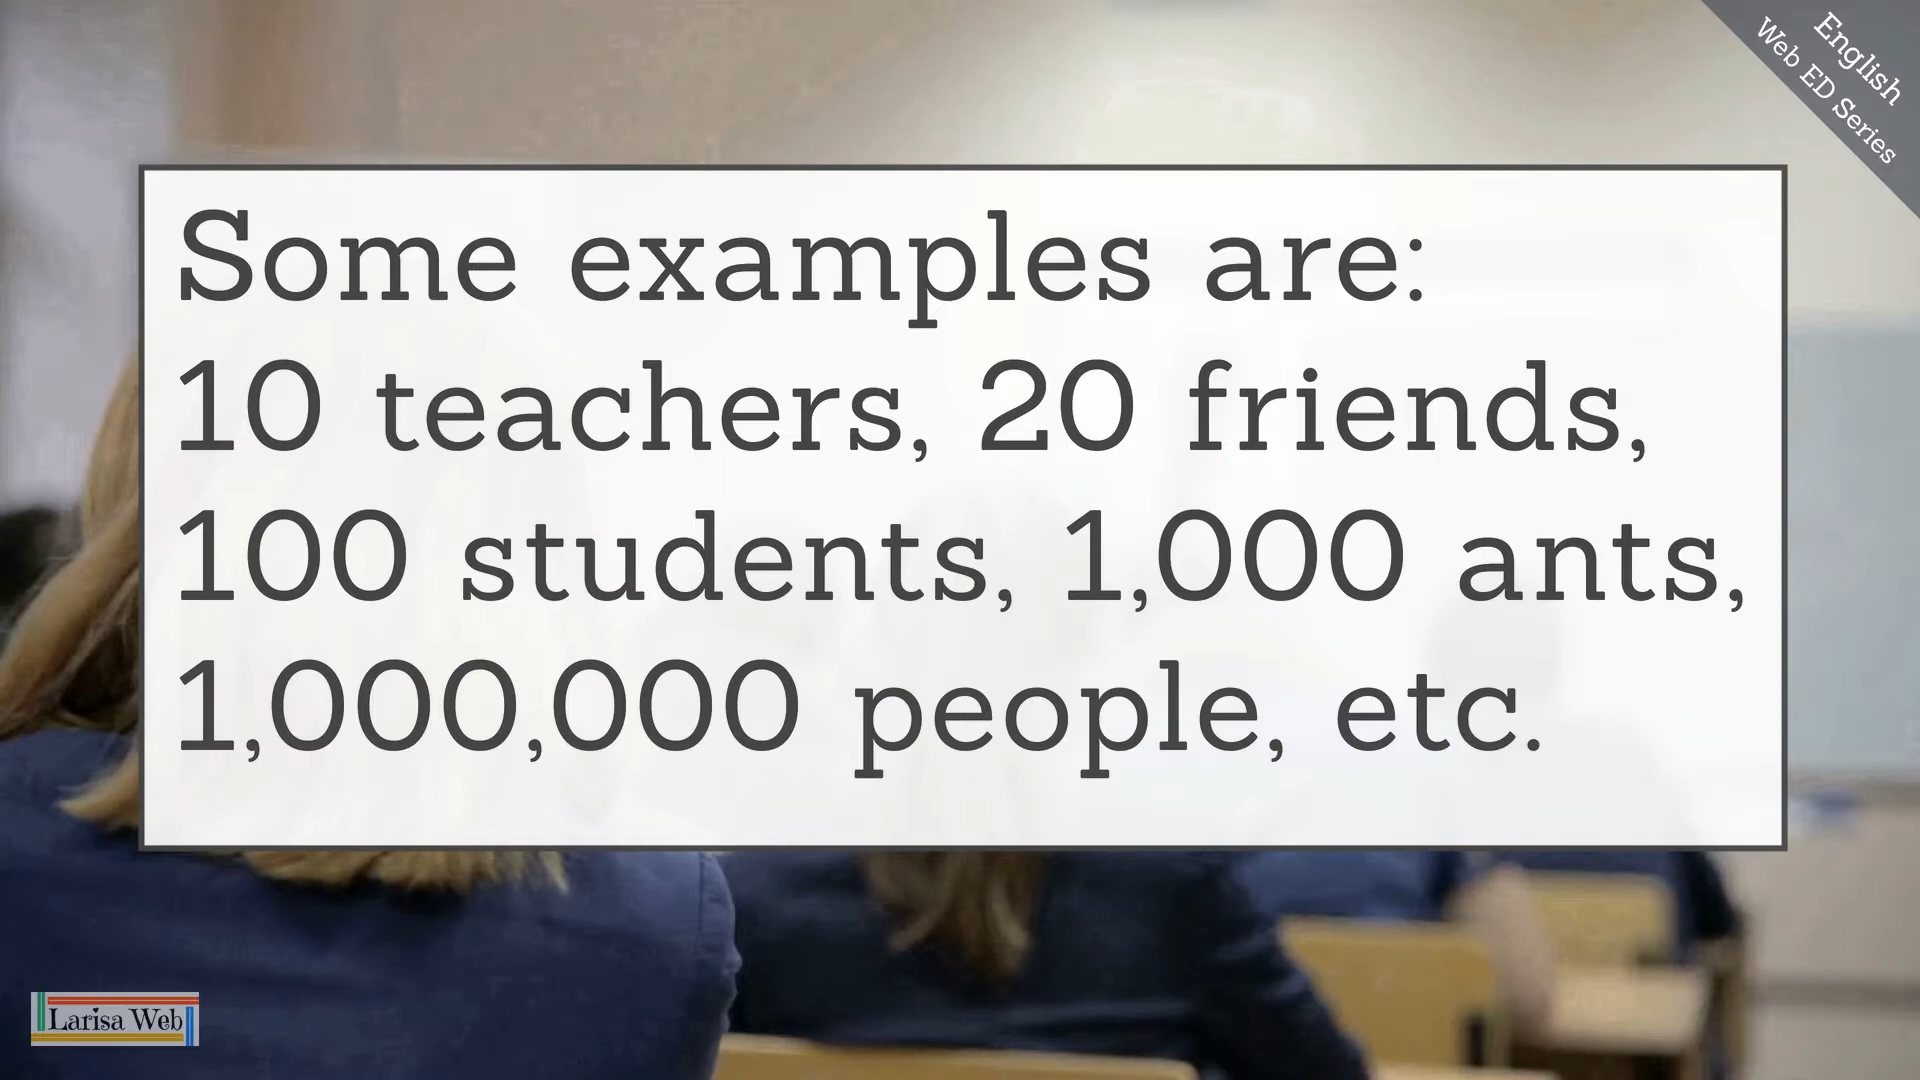 English
Web ED Series
Some examples are:
10 teachers, 20 friends,
100 students, 1,000 ants,
1,000,000 people, etc.
Larisa Web